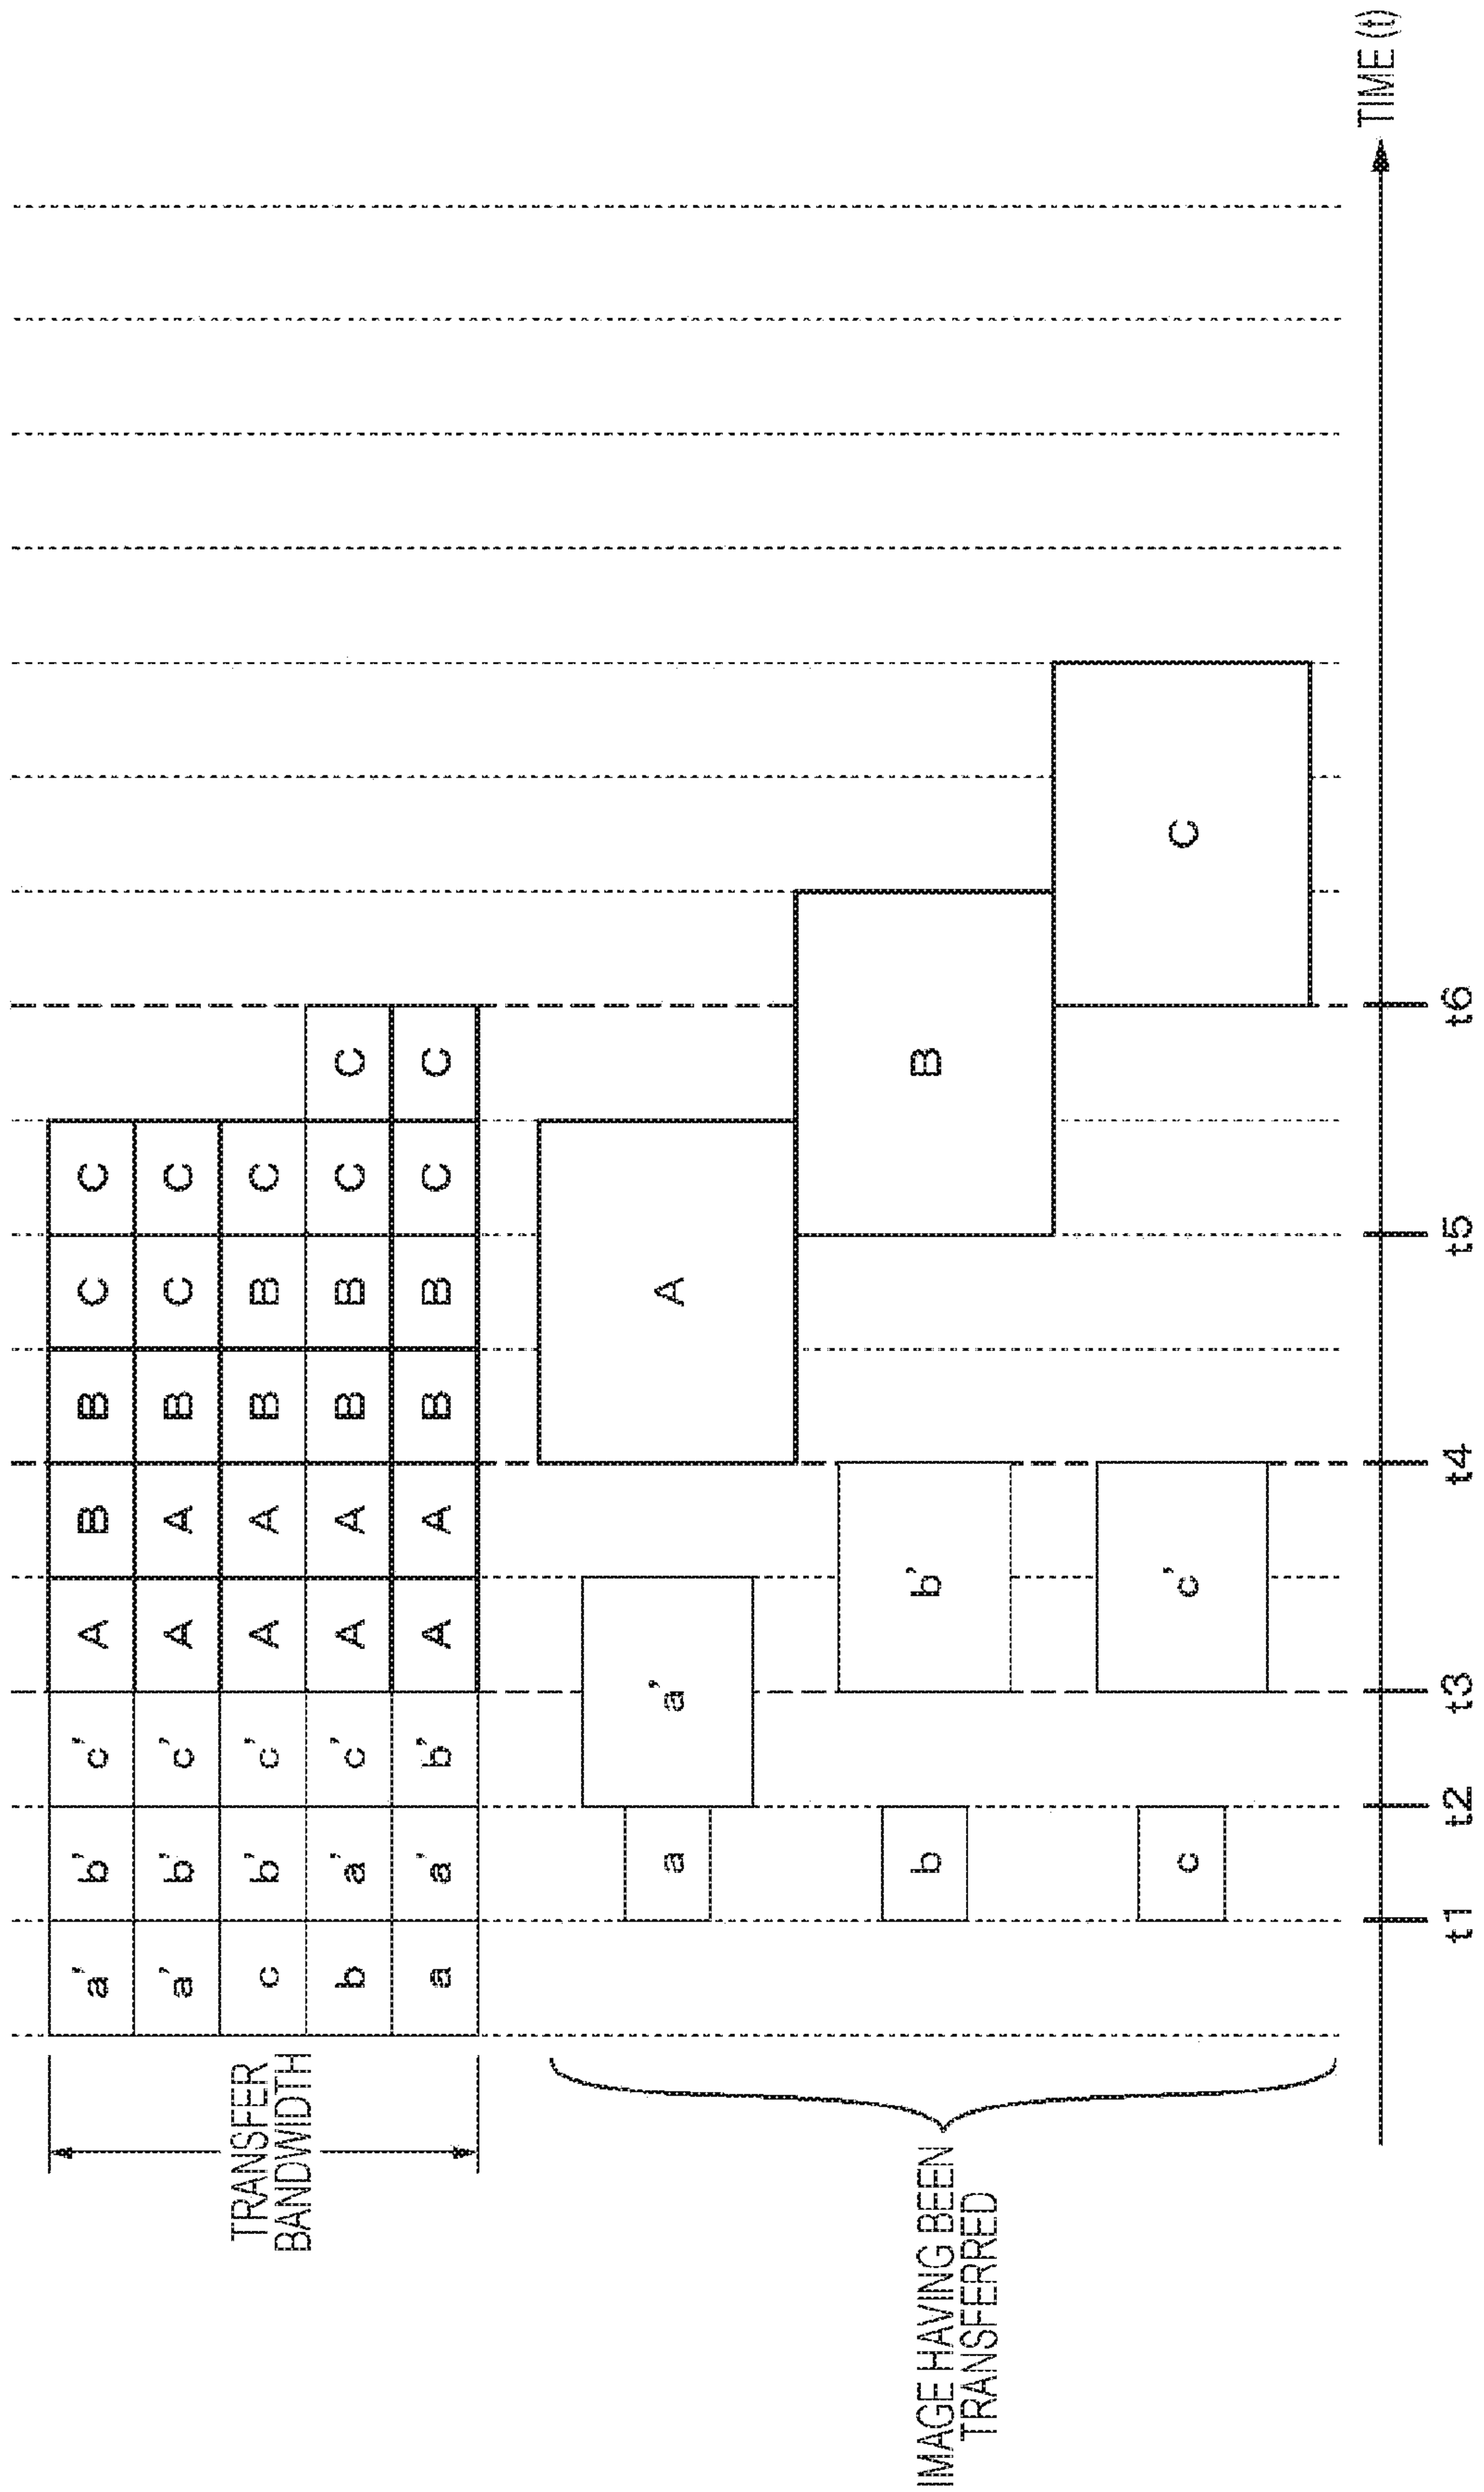 a' b' c' A B B C C
a' b' c' A A B C C
TRANSFER
BANDWIDTH
c b' c' A A B B C
b a' c' A A B B C C
a a' b' A A B B C C
a a' A
IMAGE HAVING BEEN
TRANSFERRED
b b' B
c c' C
TIME (t)
t1 t2 t3 t4 t5 t6